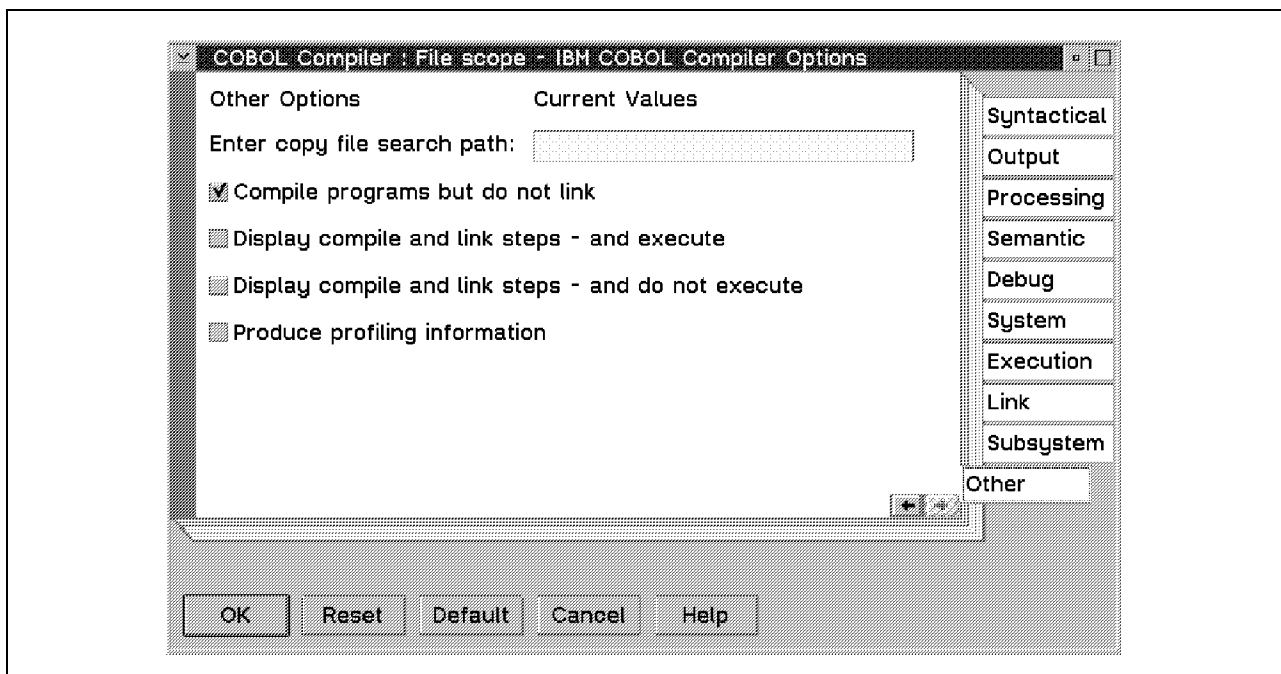 COBOL Compiler : File scope - IBM COBOL Compiler Options
Other Options Current Values
Enter copy file search path:
Compile programs but do not link
Display compile and link steps - and execute
Display compile and link steps - and do not execute
Produce profiling information
Syntactical
Output
Processing
Semantic
Debug
System
Execution
Link
Subsystem
Other
OK Reset Default Cancel Help